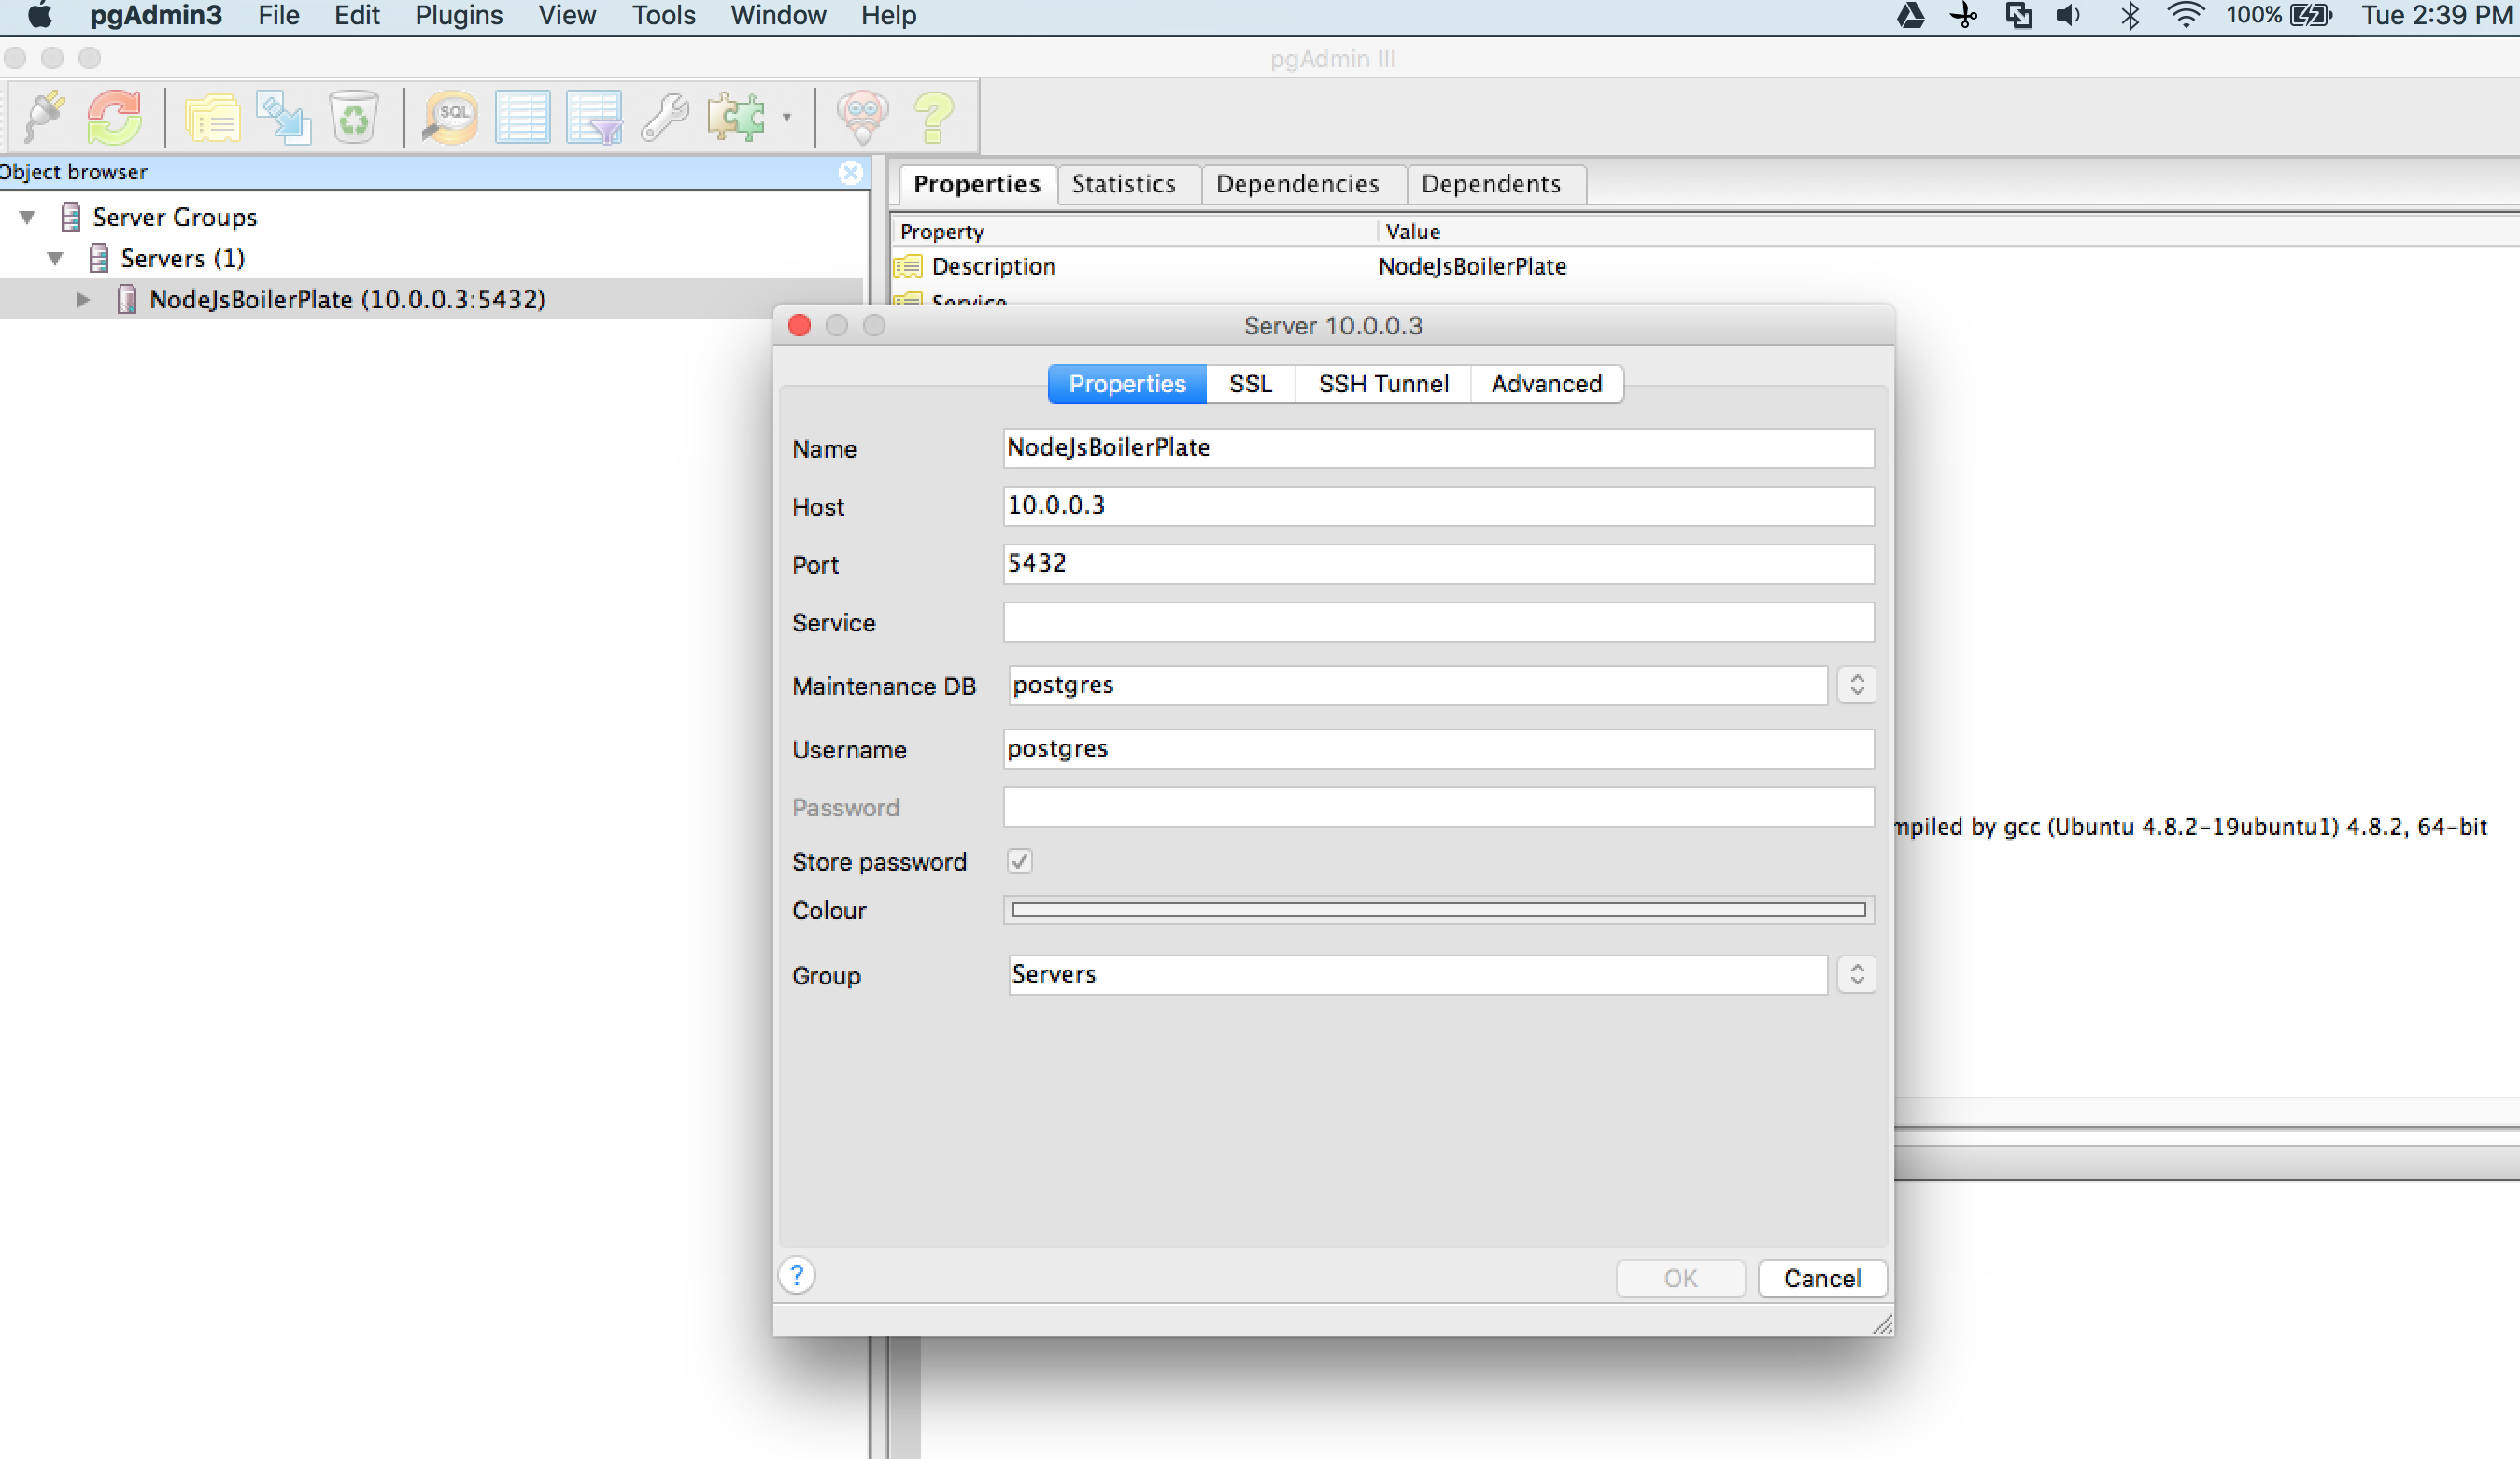 pgAdmin3 File Edit Plugins View Tools Window Help 100% Tue 2:39 PM
pgAdmin III
SQL
Object browser
Server Groups
Servers (1)
NodeJsBoilerPlate (10.0.0.3:5432)
Properties Statistics Dependencies Dependents
Property Value
Description NodeJsBoilerPlate
Service
Server 10.0.0.3
Properties SSL SSH Tunnel Advanced
Name NodeJsBoilerPlate
Host 10.0.0.3
Port 5432
Service
Maintenance DB postgres
Username postgres
Password
Store password
Colour
Group Servers
? OK Cancel
mpiled by gcc (Ubuntu 4.8.2-19ubuntu1) 4.8.2, 64-bit